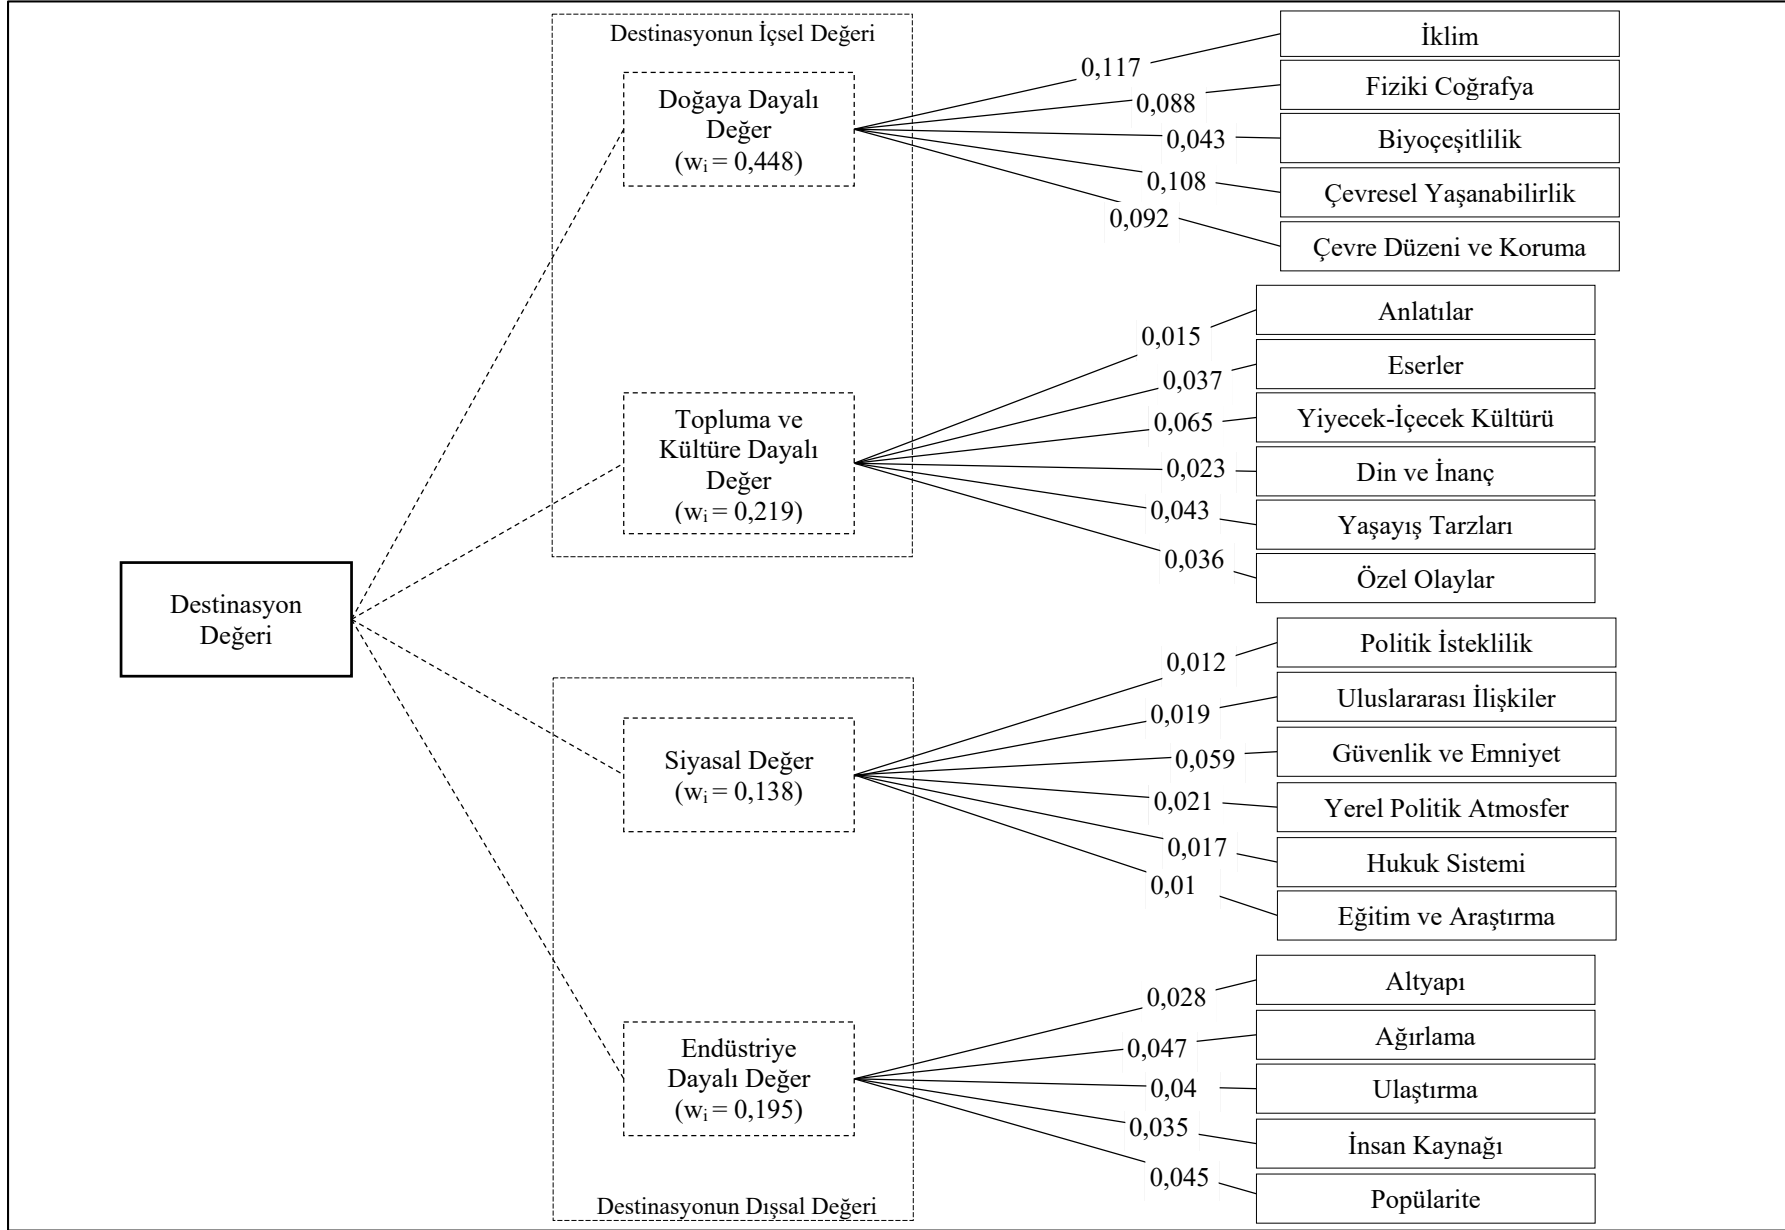 Destinasyon
Değeri
Destinasyonun İçsel Değeri
Doğaya Dayalı
Değer
(wᵢ = 0,448)
0,117
İklim
0,088
Fiziki Coğrafya
0,043
Biyoçeşitlilik
0,108
Çevresel Yaşanabilirlik
0,092
Çevre Düzeni ve Koruma
Topluma ve
Kültüre Dayalı
Değer
(wᵢ = 0,219)
0,015
Anlatılar
0,037
Eserler
0,065
Yiyecek-İçecek Kültürü
0,023
Din ve İnanç
0,043
Yaşayış Tarzları
0,036
Özel Olaylar
Siyasal Değer
(wᵢ = 0,138)
0,012
Politik İsteklilik
0,019
Uluslararası İlişkiler
0,059
Güvenlik ve Emniyet
0,021
Yerel Politik Atmosfer
0,017
Hukuk Sistemi
0,01
Eğitim ve Araştırma
Endüstriye
Dayalı Değer
(wᵢ = 0,195)
0,028
Altyapı
0,047
Ağırlama
0,04
Ulaştırma
0,035
İnsan Kaynağı
0,045
Popülarite
Destinasyonun Dışsal Değeri